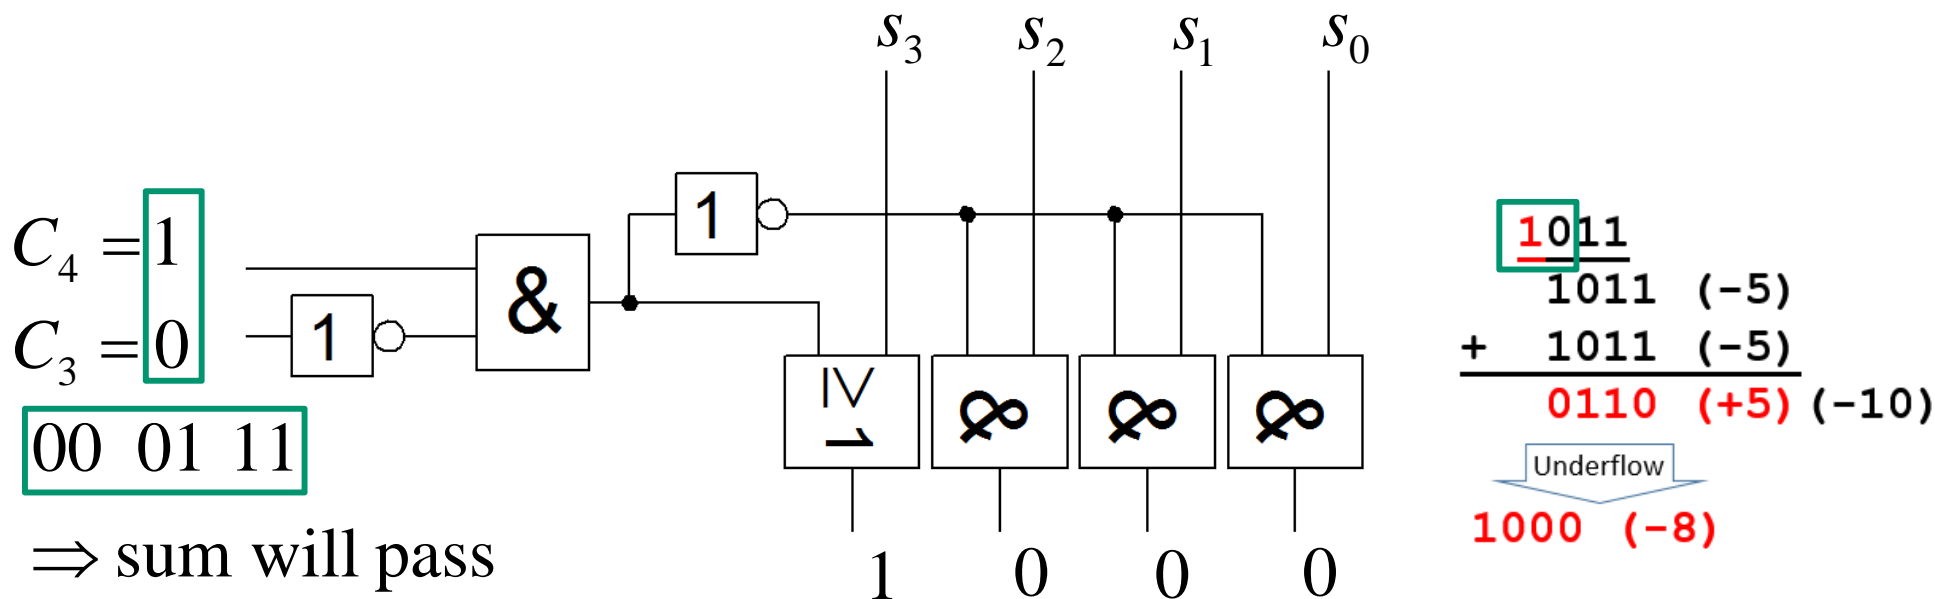 s3 s2 s1 s0
C4 = 1
C3 = 0
00 01 11
⇒ sum will pass
1
1
&
≥1
&
&
&
1 0 0 0
1011
1011 (-5)
+ 1011 (-5)
0110 (+5) (-10)
Underflow
1000 (-8)